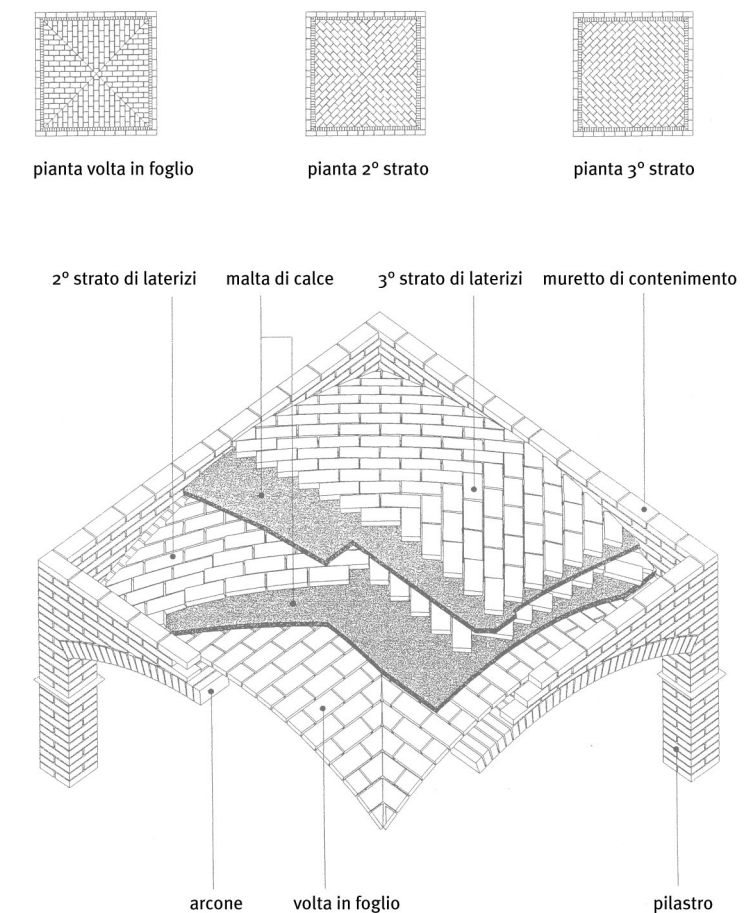 pianta volta in foglio
pianta 2° strato
pianta 3° strato
2° strato di laterizi
malta di calce
3° strato di laterizi
muretto di contenimento
arcone
volta in foglio
pilastro